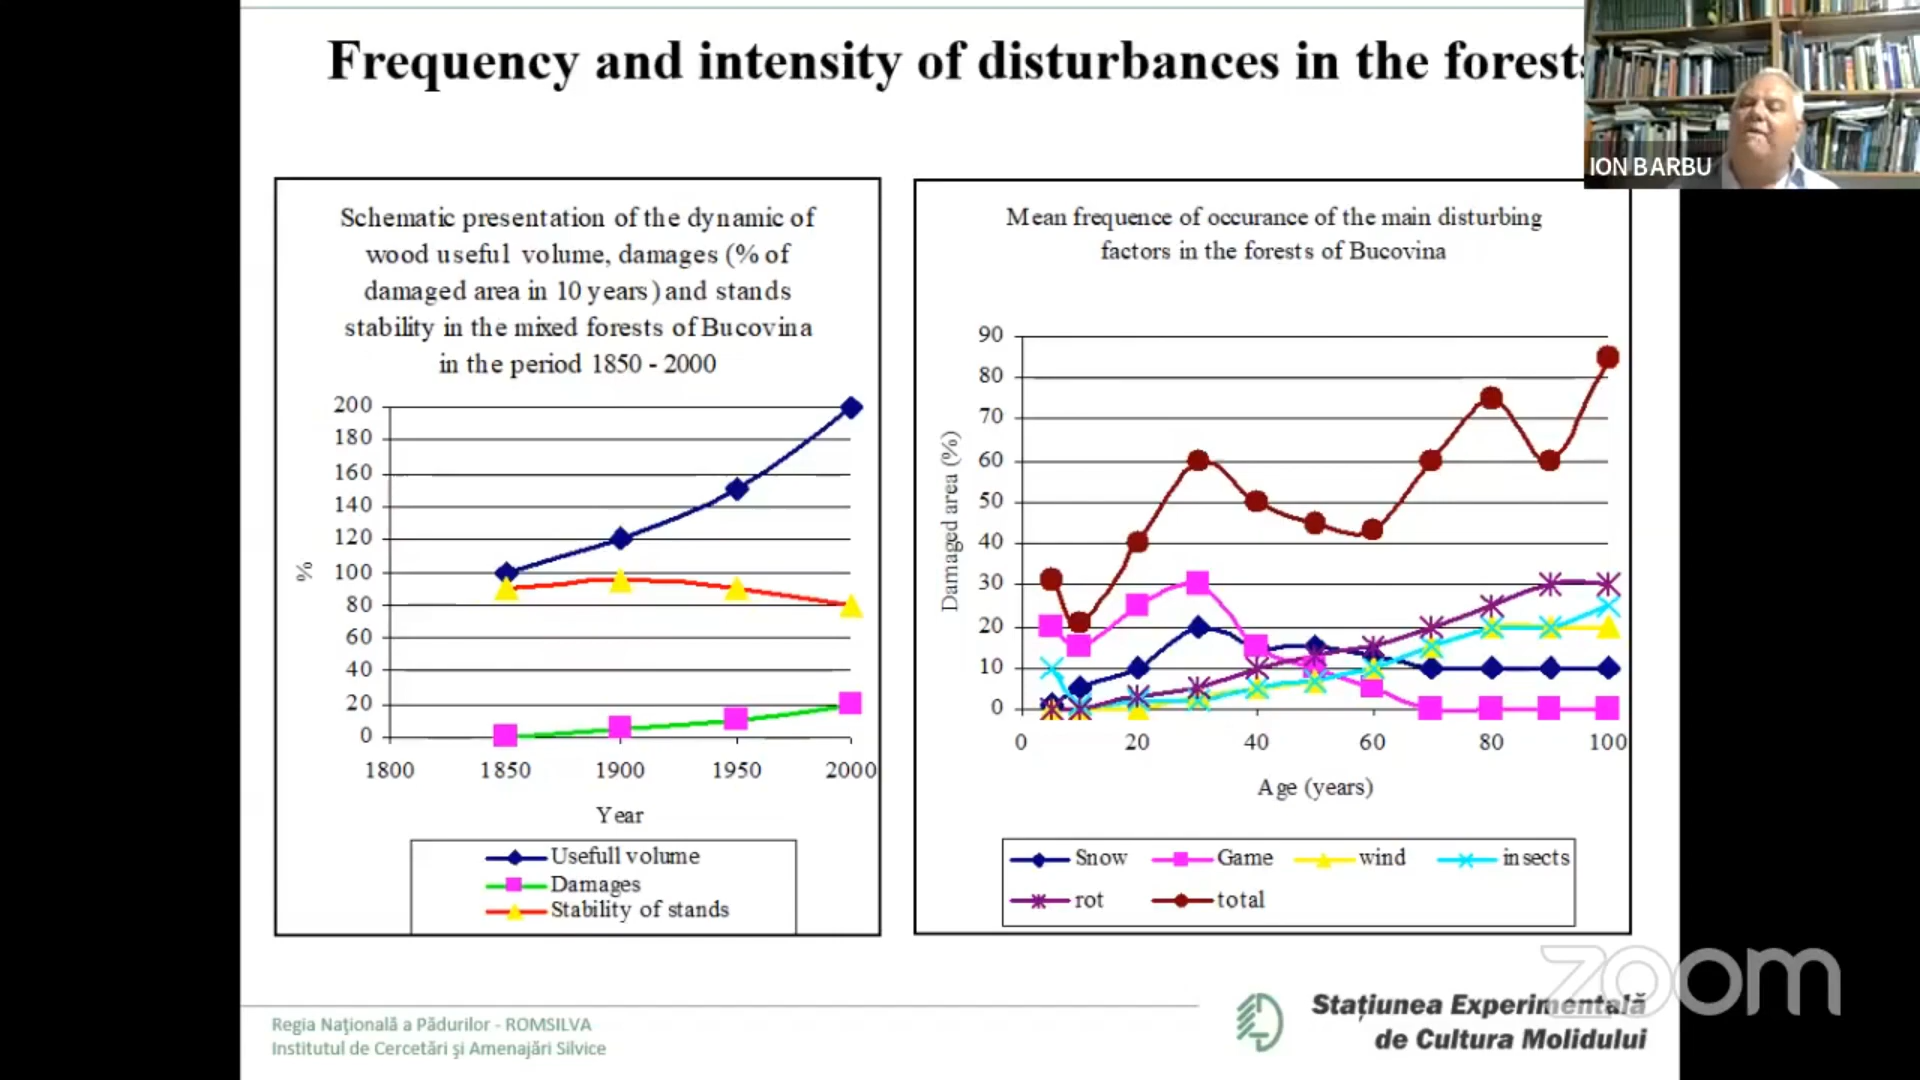 Frequency and intensity of disturbances in the forests
ION BARBU
Schematic presentation of the dynamic of
wood useful volume, damages (% of
damaged area in 10 years) and stands
stability in the mixed forests of Bucovina
in the period 1850 - 2000
200
180
160
140
120
100
80
60
40
20
0
%
1800 1850 1900 1950 2000
Year
Usefull volume
Damages
Stability of stands
Mean frequence of occurance of the main disturbing
factors in the forests of Bucovina
90
80
70
60
50
40
30
20
10
0
Damaged area (%)
0 20 40 60 80 100
Age (years)
Snow Game wind insects
rot total
Regia Naţională a Pădurilor - ROMSILVA
Institutul de Cercetări şi Amenajări Silvice
Staţiunea Experimentală
de Cultura Molidului
zoom